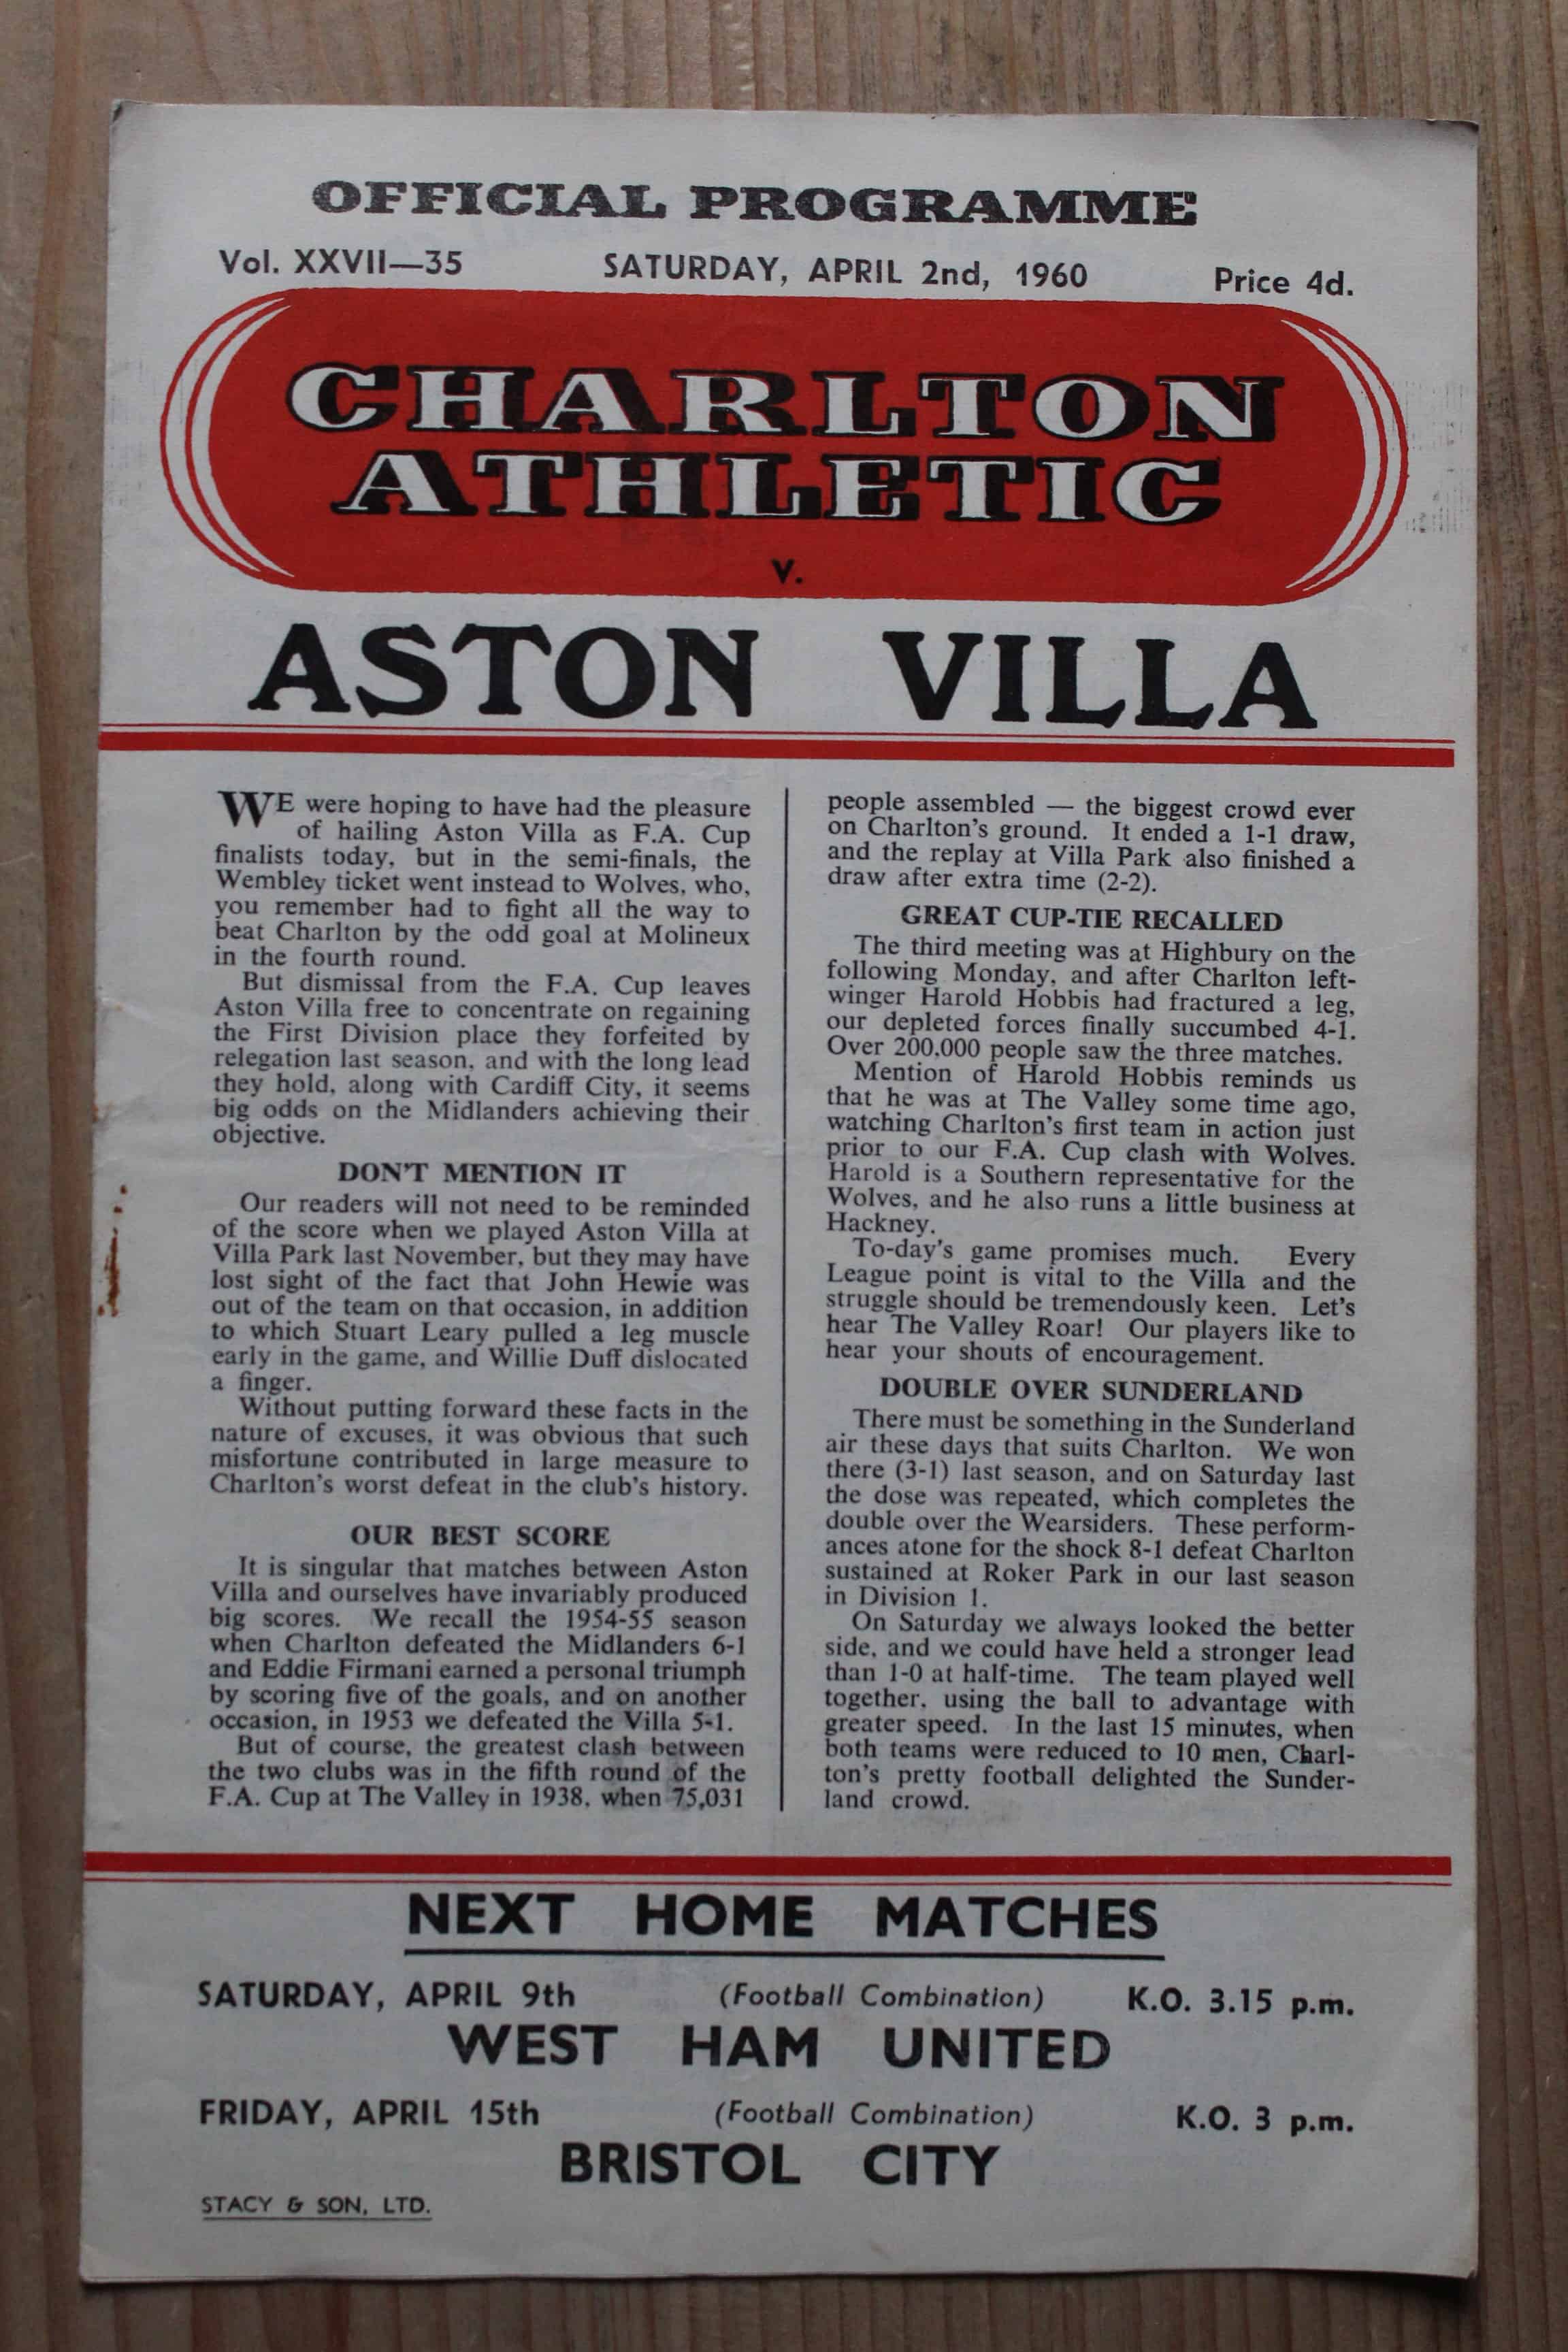 OFFICIAL PROGRAMME
Vol. XXVII—35 SATURDAY, APRIL 2nd, 1960 Price 4d.
CHARLTON
ATHLETIC
v.
ASTON VILLA
WE were hoping to have had the pleasure
of hailing Aston Villa as F.A. Cup
finalists today, but in the semi-finals, the
Wembley ticket went instead to Wolves, who,
you remember had to fight all the way to
beat Charlton by the odd goal at Molineux
in the fourth round.
But dismissal from the F.A. Cup leaves
Aston Villa free to concentrate on regaining
the First Division place they forfeited by
relegation last season, and with the long lead
they hold, along with Cardiff City, it seems
big odds on the Midlanders achieving their
objective.
DON'T MENTION IT
Our readers will not need to be reminded
of the score when we played Aston Villa at
Villa Park last November, but they may have
lost sight of the fact that John Hewie was
out of the team on that occasion, in addition
to which Stuart Leary pulled a leg muscle
early in the game, and Willie Duff dislocated
a finger.
Without putting forward these facts in the
nature of excuses, it was obvious that such
misfortune contributed in large measure to
Charlton's worst defeat in the club's history.
OUR BEST SCORE
It is singular that matches between Aston
Villa and ourselves have invariably produced
big scores. We recall the 1954-55 season
when Charlton defeated the Midlanders 6-1
and Eddie Firmani earned a personal triumph
by scoring five of the goals, and on another
occasion, in 1953 we defeated the Villa 5-1.
But of course, the greatest clash between
the two clubs was in the fifth round of the
F.A. Cup at The Valley in 1938, when 75,031
people assembled — the biggest crowd ever
on Charlton's ground. It ended a 1-1 draw,
and the replay at Villa Park also finished a
draw after extra time (2-2).
GREAT CUP-TIE RECALLED
The third meeting was at Highbury on the
following Monday, and after Charlton left-
winger Harold Hobbis had fractured a leg,
our depleted forces finally succumbed 4-1.
Over 200,000 people saw the three matches.
Mention of Harold Hobbis reminds us
that he was at The Valley some time ago,
watching Charlton's first team in action just
prior to our F.A. Cup clash with Wolves.
Harold is a Southern representative for the
Wolves, and he also runs a little business at
Hackney.
To-day's game promises much. Every
League point is vital to the Villa and the
struggle should be tremendously keen. Let's
hear The Valley Roar! Our players like to
hear your shouts of encouragement.
DOUBLE OVER SUNDERLAND
There must be something in the Sunderland
air these days that suits Charlton. We won
there (3-1) last season, and on Saturday last
the dose was repeated, which completes the
double over the Wearsiders. These perform-
ances atone for the shock 8-1 defeat Charlton
sustained at Roker Park in our last season
in Division 1.
On Saturday we always looked the better
side, and we could have held a stronger lead
than 1-0 at half-time. The team played well
together, using the ball to advantage with
greater speed. In the last 15 minutes, when
both teams were reduced to 10 men, Charl-
ton's pretty football delighted the Sunder-
land crowd.
NEXT HOME MATCHES
SATURDAY, APRIL 9th (Football Combination) K.O. 3.15 p.m.
WEST HAM UNITED
FRIDAY, APRIL 15th (Football Combination) K.O. 3 p.m.
BRISTOL CITY
STACY & SON, LTD.